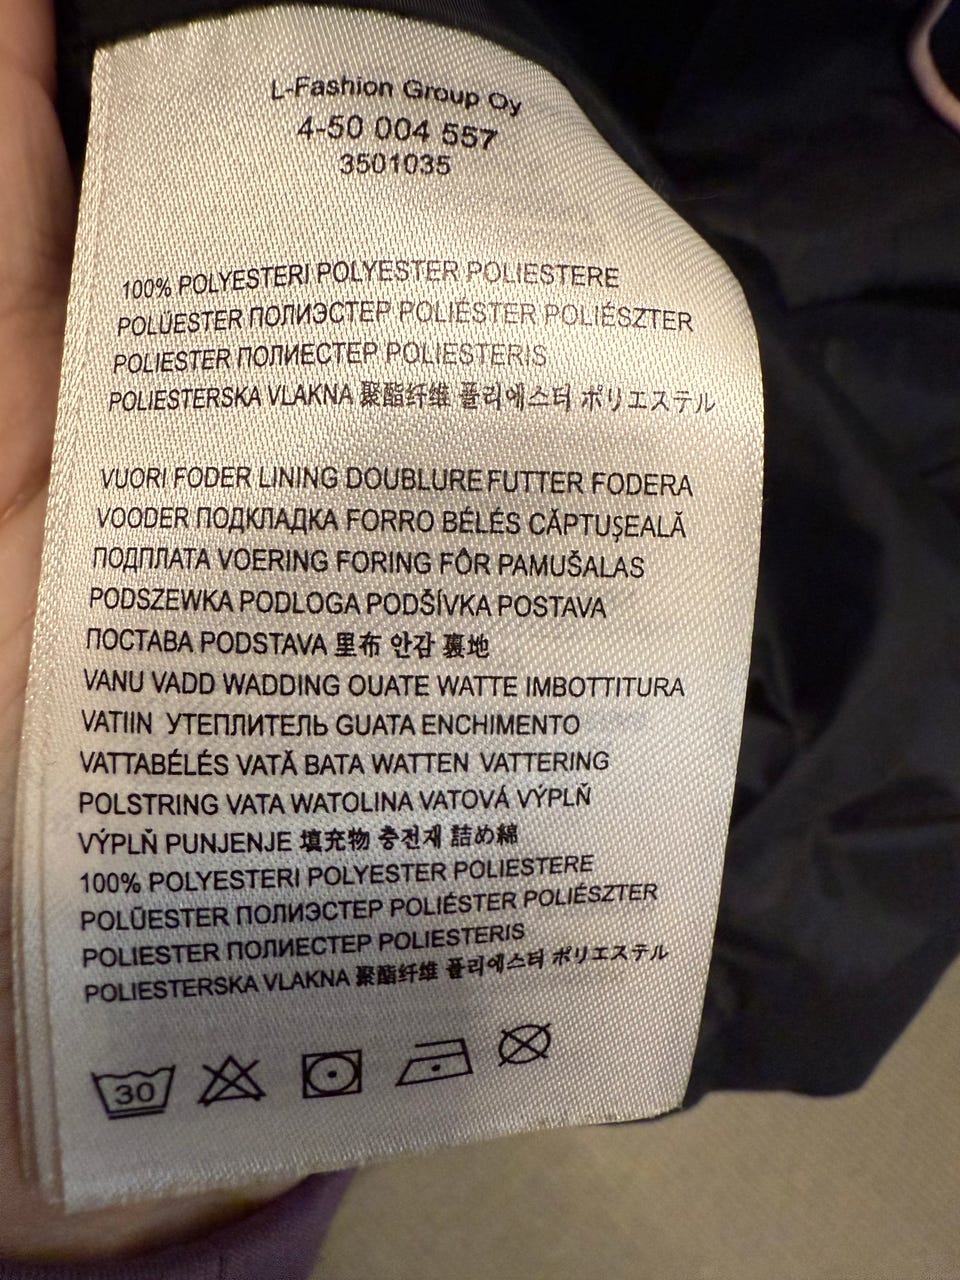 L-Fashion Group Oy
4-50 004 557
3501035
100% POLYESTERI POLYESTER POLIESTERE
POLÜESTER ПОЛИЭСТЕР POLIÉSTER POLIÉSZTER
POLIESTER ПОЛИЕСТЕР POLIESTERIS
POLIESTERSKA VLAKNA 聚酯纤维 폴리에스터 ポリエステル
VUORI FODER LINING DOUBLURE FUTTER FODERA
VOODER ПОДКЛАДКА FORRO BÉLÉS CĂPTUŞEALĂ
ПОДПЛАТА VOERING FORING FÔR PAMUŠALAS
PODSZEWKA PODLOGA PODŠÍVKA POSTAVA
ПОСТАВА PODSTAVA 里布 안감 裏地
VANU VADD WADDING OUATE WATTE IMBOTTITURA
VATIIN УТЕПЛИТЕЛЬ GUATA ENCHIMENTO
VATTABÉLÉS VATĂ BATA WATTEN VATTERING
POLSTRING VATA WATOLINA VATOVÁ VÝPLŇ
VÝPLŇ PUNJENJE 填充物 충전재 詰め綿
100% POLYESTERI POLYESTER POLIESTERE
POLÜESTER ПОЛИЭСТЕР POLIÉSTER POLIÉSZTER
POLIESTER ПОЛИЕСТЕР POLIESTERIS
POLIESTERSKA VLAKNA 聚酯纤维 폴리에스터 ポリエステル
30